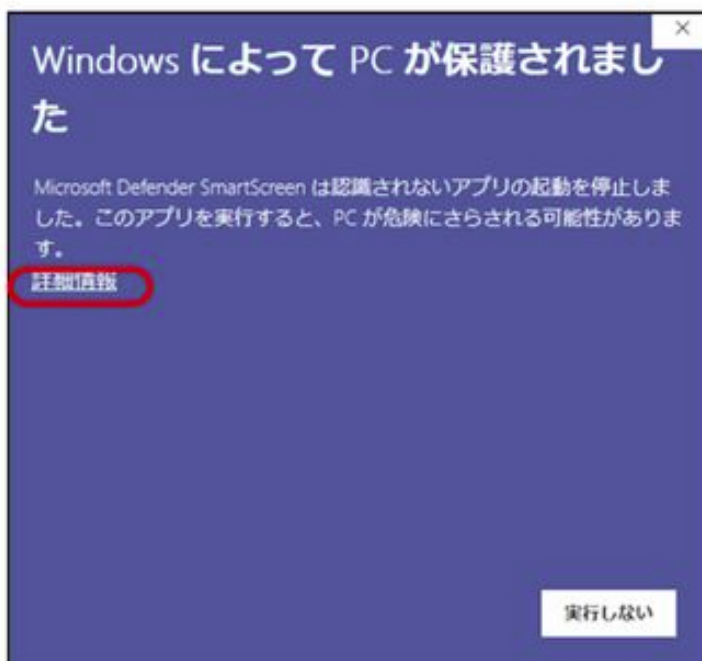 Windows によって PC が保護されまし
た
Microsoft Defender SmartScreen は認識されないアプリの起動を停止しま
した。このアプリを実行すると、PC が危険にさらされる可能性がありま
す。
詳細情報
実行しない